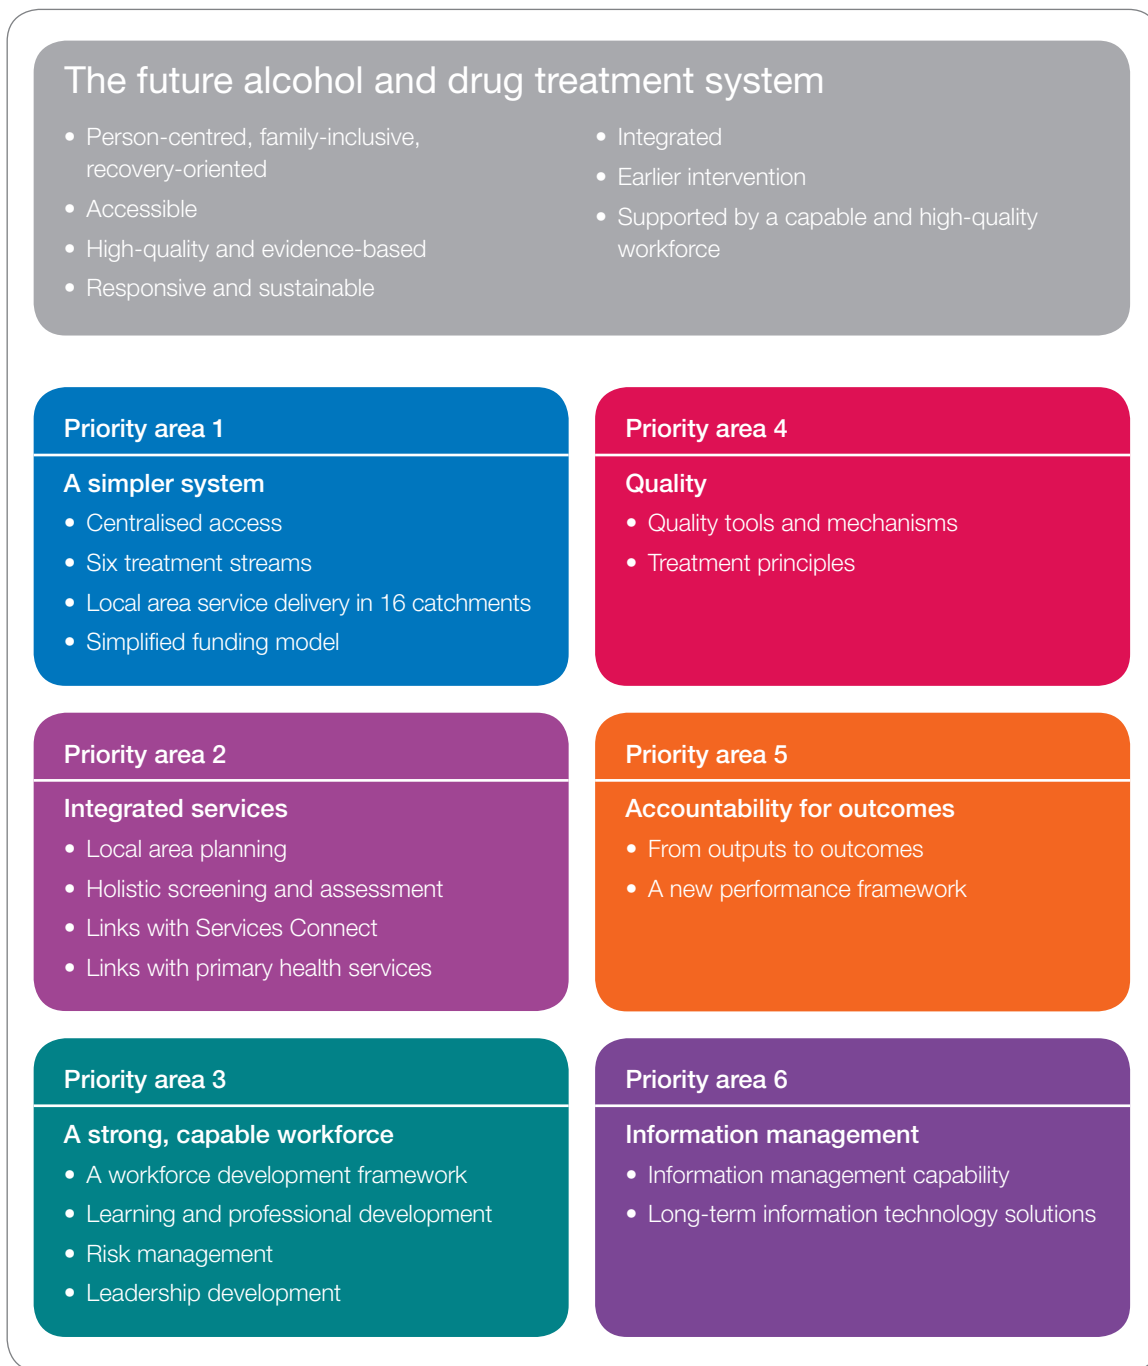 The future alcohol and drug treatment system
• Person-centred, family-inclusive,
recovery-oriented
• Accessible
• High-quality and evidence-based
• Responsive and sustainable
• Integrated
• Earlier intervention
• Supported by a capable and high-quality
workforce
Priority area 1
A simpler system
• Centralised access
• Six treatment streams
• Local area service delivery in 16 catchments
• Simplified funding model
Priority area 2
Integrated services
• Local area planning
• Holistic screening and assessment
• Links with Services Connect
• Links with primary health services
Priority area 3
A strong, capable workforce
• A workforce development framework
• Learning and professional development
• Risk management
• Leadership development
Priority area 4
Quality
• Quality tools and mechanisms
• Treatment principles
Priority area 5
Accountability for outcomes
• From outputs to outcomes
• A new performance framework
Priority area 6
Information management
• Information management capability
• Long-term information technology solutions